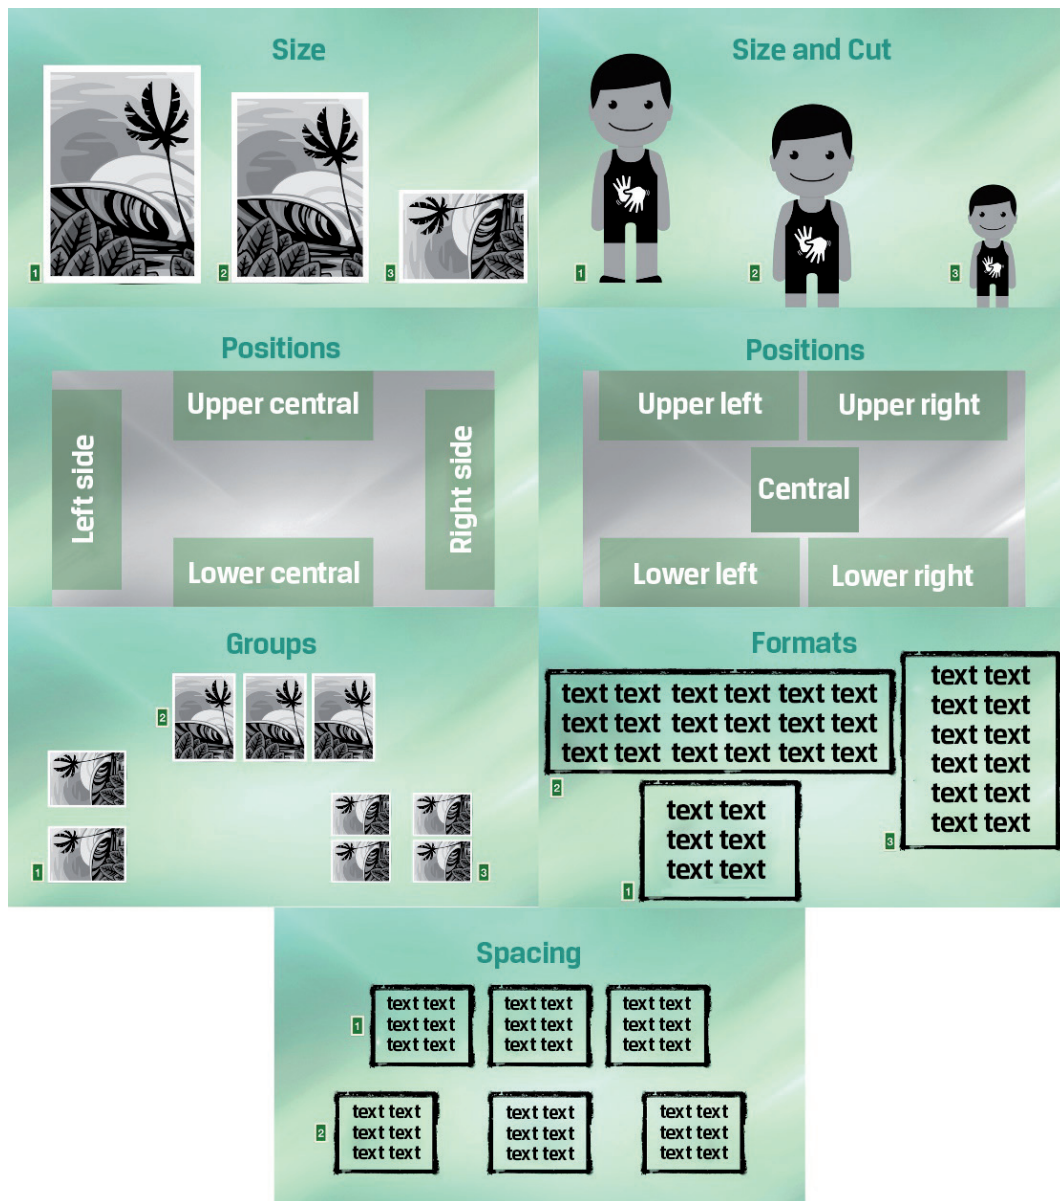 Size
1
2
3
Size and Cut
1
2
3
Positions
Upper central
Left side
Right side
Lower central
Positions
Upper left
Upper right
Central
Lower left
Lower right
Groups
2
1
3
Formats
text text text text text text
text text text text text text
text text text text text text
2
text text
text text
text text
1
text text
text text
text text
text text
text text
text text
3
Spacing
1
text text
text text
text text
text text
text text
text text
text text
text text
text text
2
text text
text text
text text
text text
text text
text text
text text
text text
text text